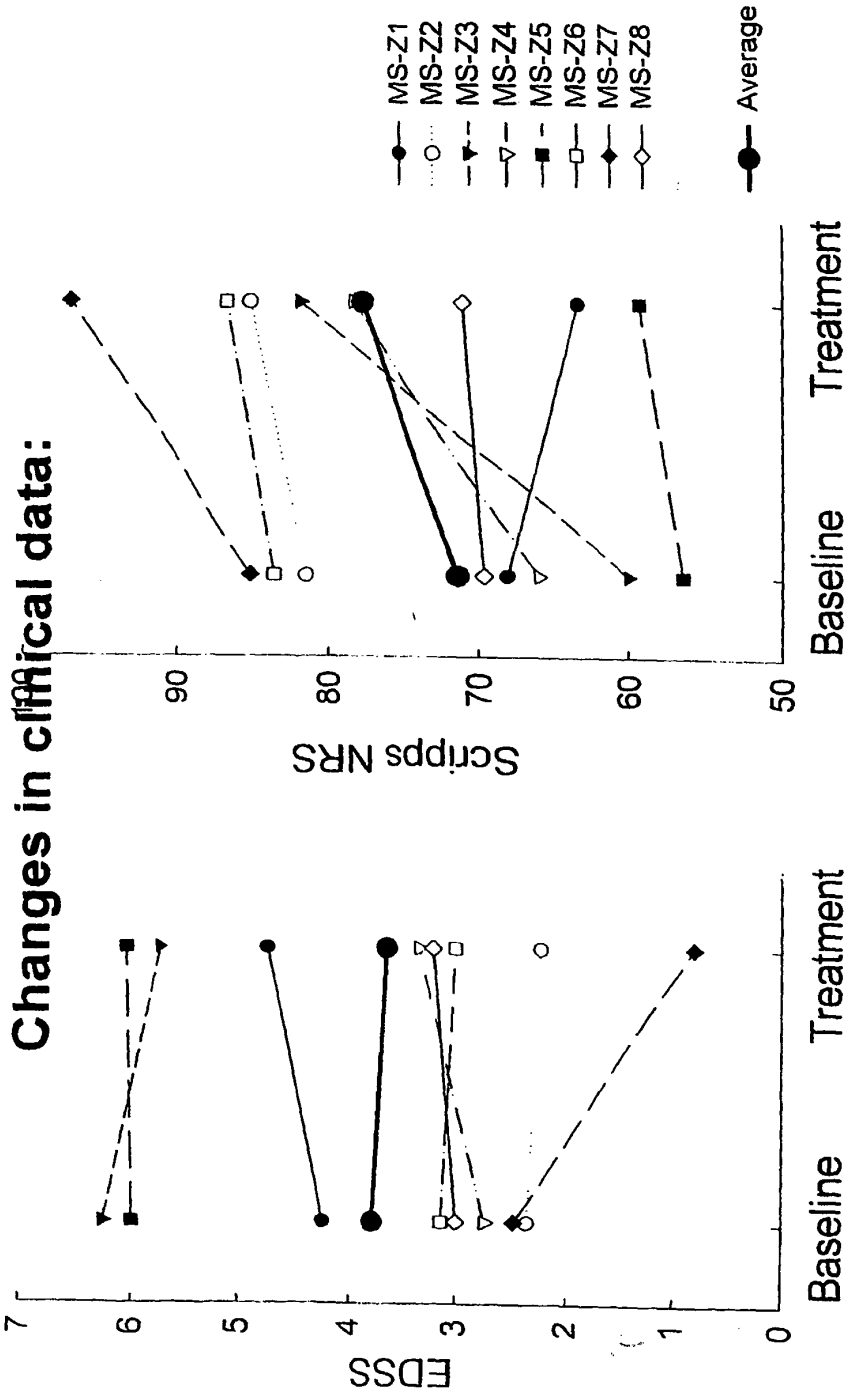 Changes in clinical data:
EDSS
7
6
5
4
3
2
1
0
Baseline
Treatment
Scripps NRS
100
90
80
70
60
50
Baseline
Treatment
MS-Z1
MS-Z2
MS-Z3
MS-Z4
MS-Z5
MS-Z6
MS-Z7
MS-Z8
Average